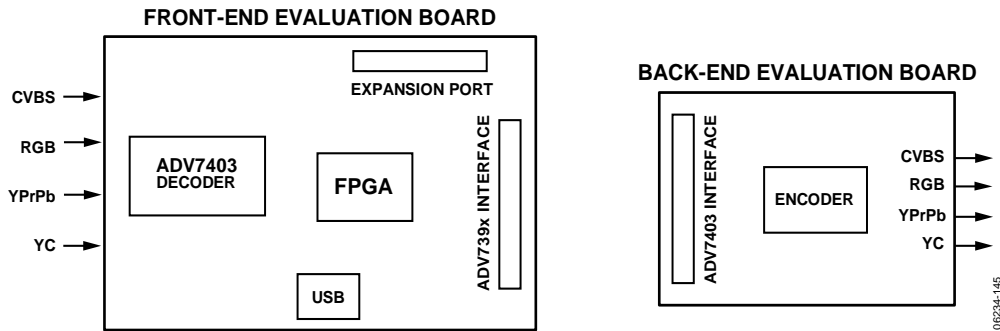 FRONT-END EVALUATION BOARD
EXPANSION PORT
CVBS
RGB
YPrPb
YC
ADV7403
DECODER
FPGA
USB
ADV739x INTERFACE
BACK-END EVALUATION BOARD
ADV7403 INTERFACE
ENCODER
CVBS
RGB
YPrPb
YC
06234-145